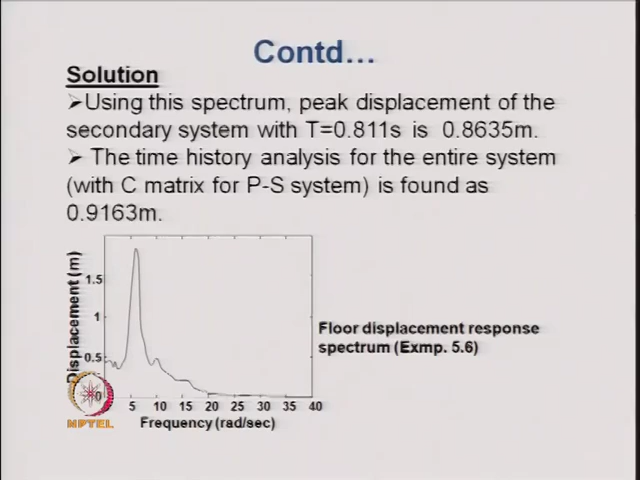 Contd…
Solution
➢Using this spectrum, peak displacement of the
secondary system with T=0.811s is 0.8635m.
➢ The time history analysis for the entire system
(with C matrix for P-S system) is found as
0.9163m.
Displacement (m)
1.5
1
0.5
0
5 10 15 20 25 30 35 40
Frequency (rad/sec)
Floor displacement response
spectrum (Exmp. 5.6)
NPTEL